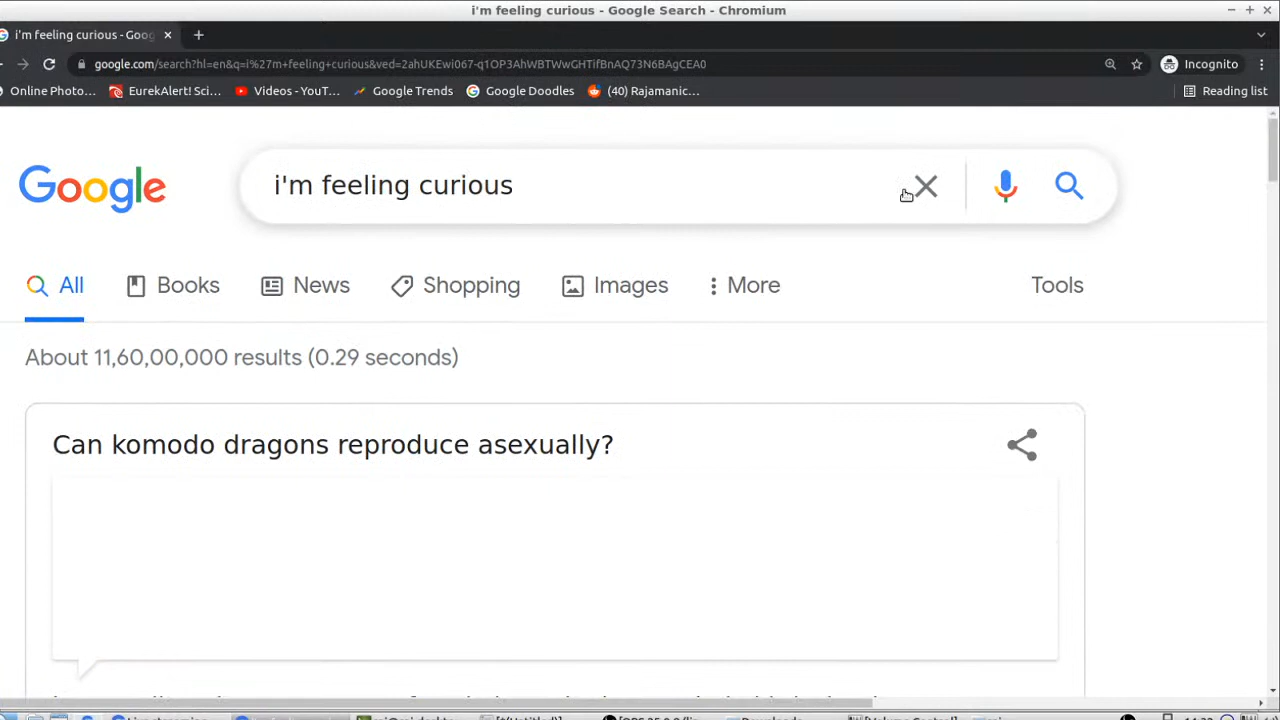 i'm feeling curious - Google Search - Chromium
i'm feeling curious - Goog
google.com/search?hl=en&q=i%27m+feeling+curious&ved=2ahUKEwi067-q1OP3AhWBTWwGHTifBnAQ73N6BAgCEA0
Incognito
Online Photo... EurekAlert! Sci... Videos - YouT... Google Trends Google Doodles (40) Rajamanic... Reading list
Google i'm feeling curious
All Books News Shopping Images More Tools
About 11,60,00,000 results (0.29 seconds)
Can komodo dragons reproduce asexually?